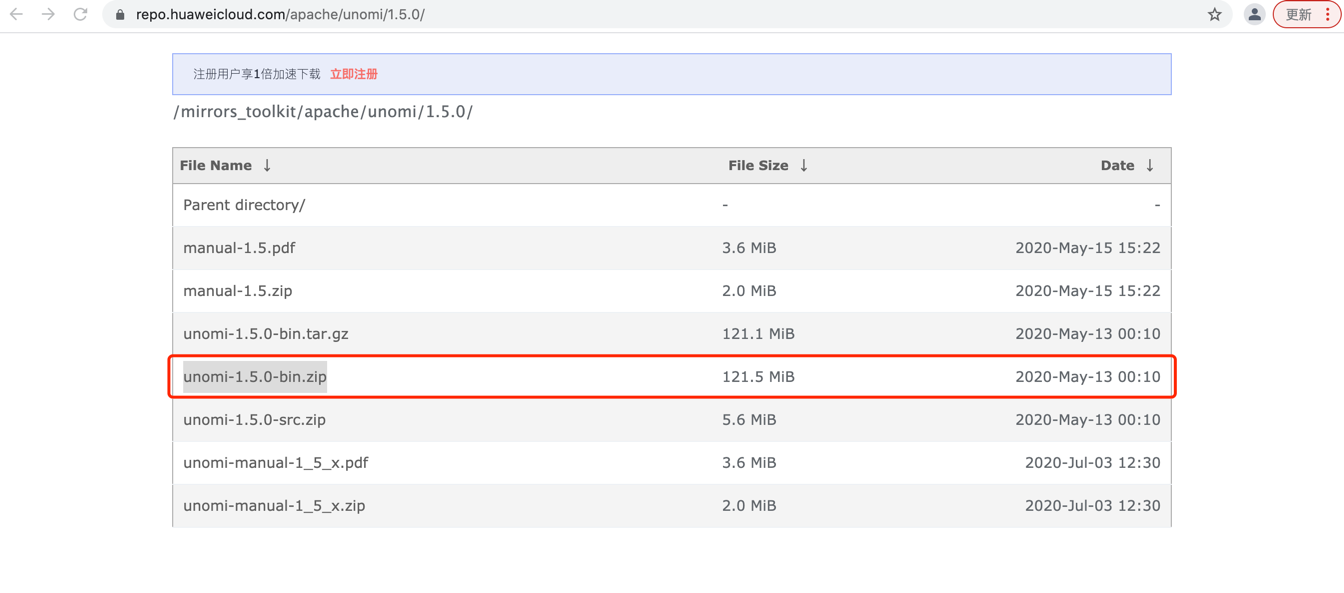 repo.huaweicloud.com/apache/unomi/1.5.0/ 更新
注册用户享1倍加速下载 立即注册
/mirrors_toolkit/apache/unomi/1.5.0/
File Name ↓ File Size ↓ Date ↓
Parent directory/ - -
manual-1.5.pdf 3.6 MiB 2020-May-15 15:22
manual-1.5.zip 2.0 MiB 2020-May-15 15:22
unomi-1.5.0-bin.tar.gz 121.1 MiB 2020-May-13 00:10
unomi-1.5.0-bin.zip 121.5 MiB 2020-May-13 00:10
unomi-1.5.0-src.zip 5.6 MiB 2020-May-13 00:10
unomi-manual-1_5_x.pdf 3.6 MiB 2020-Jul-03 12:30
unomi-manual-1_5_x.zip 2.0 MiB 2020-Jul-03 12:30